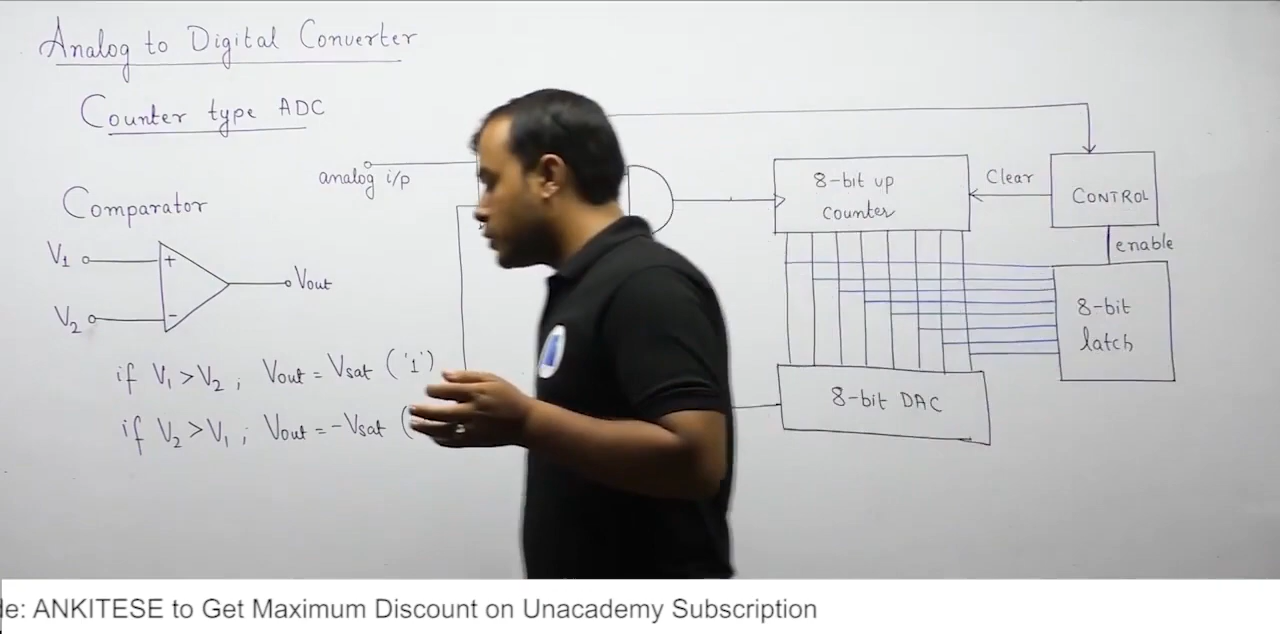 Analog to Digital Converter
Counter type ADC
analog i/p
Comparator
V1
+
Vout
V2
-
if V1 > V2 ; Vout = Vsat ('1')
if V2 > V1 ; Vout = -Vsat (
8-bit up
counter
Clear
CONTROL
enable
8-bit
latch
8-bit DAC
de: ANKITESE to Get Maximum Discount on Unacademy Subscription